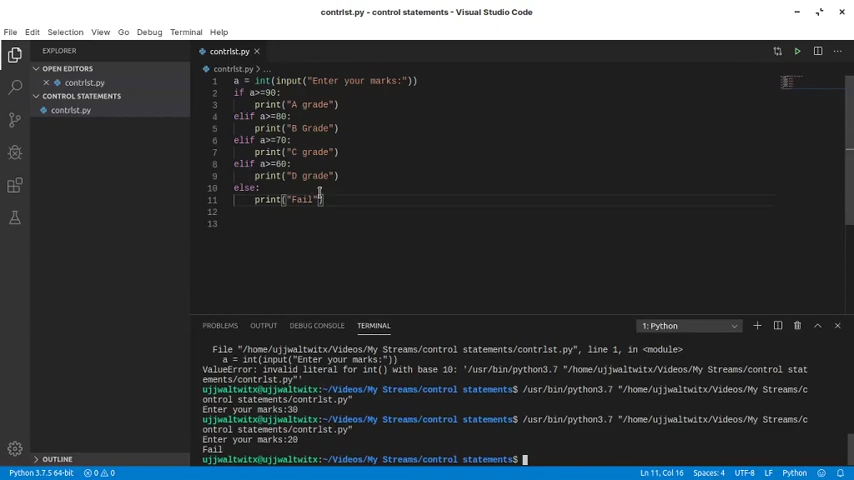 contrlst.py - control statements - Visual Studio Code
File Edit Selection View Go Debug Terminal Help
EXPLORER
OPEN EDITORS
contrlst.py
CONTROL STATEMENTS
contrlst.py
OUTLINE
contrlst.py
contrlst.py > ...
1 a = int(input("Enter your marks:"))
2 if a>=90:
3 print("A grade")
4 elif a>=80:
5 print("B Grade")
6 elif a>=70:
7 print("C grade")
8 elif a>=60:
9 print("D grade")
10 else:
11 print("Fail")
12
13
PROBLEMS OUTPUT DEBUG CONSOLE TERMINAL 1: Python
File "/home/ujjwaltwitx/Videos/My Streams/control statements/contrlst.py", line 1, in <module>
a = int(input("Enter your marks:"))
ValueError: invalid literal for int() with base 10: '/usr/bin/python3.7 "/home/ujjwaltwitx/Videos/My Streams/control stat
ements/contrlst.py"'
ujjwaltwitx@ujjwaltwitx:~/Videos/My Streams/control statements$ /usr/bin/python3.7 "/home/ujjwaltwitx/Videos/My Streams/c
ontrol statements/contrlst.py"
Enter your marks:30
ujjwaltwitx@ujjwaltwitx:~/Videos/My Streams/control statements$ /usr/bin/python3.7 "/home/ujjwaltwitx/Videos/My Streams/c
ontrol statements/contrlst.py"
Enter your marks:20
Fail
ujjwaltwitx@ujjwaltwitx:~/Videos/My Streams/control statements$
Python 3.7.5 64-bit 0 0 Ln 11, Col 16 Spaces: 4 UTF-8 LF Python